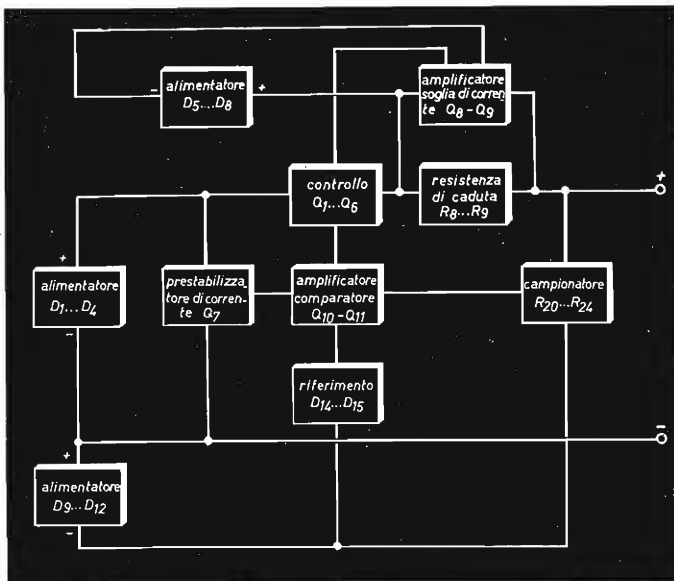 alimentatore
D5...D8
amplificatore
soglia di corren-
te Q8-Q9
controllo
Q1...Q6
resistenza
di caduta
R8...R9
alimentatore
D1...D4
prestabilizza-
tore di corren-
te Q7
amplificatore
comparatore
Q10-Q11
campionatore
R20...R24
riferimento
D14...D15
alimentatore
D9...D12
- +
+
+
-
-
+
-